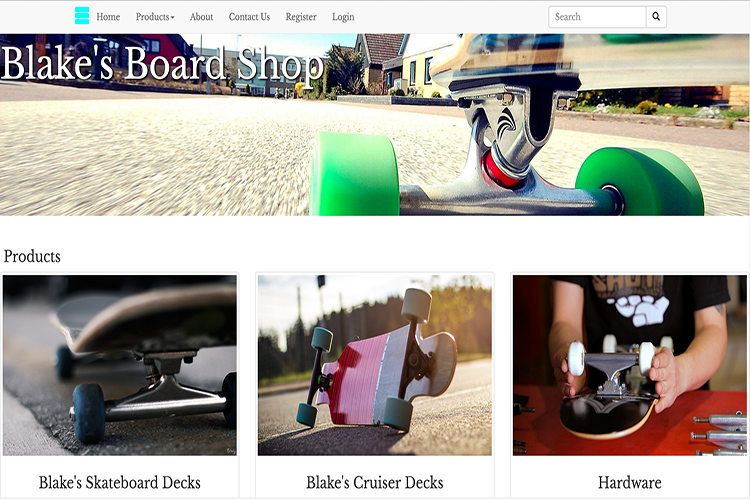 Home Products About Contact Us Register Login Search
Blake's Board Shop
Products
Blake's Skateboard Decks Blake's Cruiser Decks Hardware